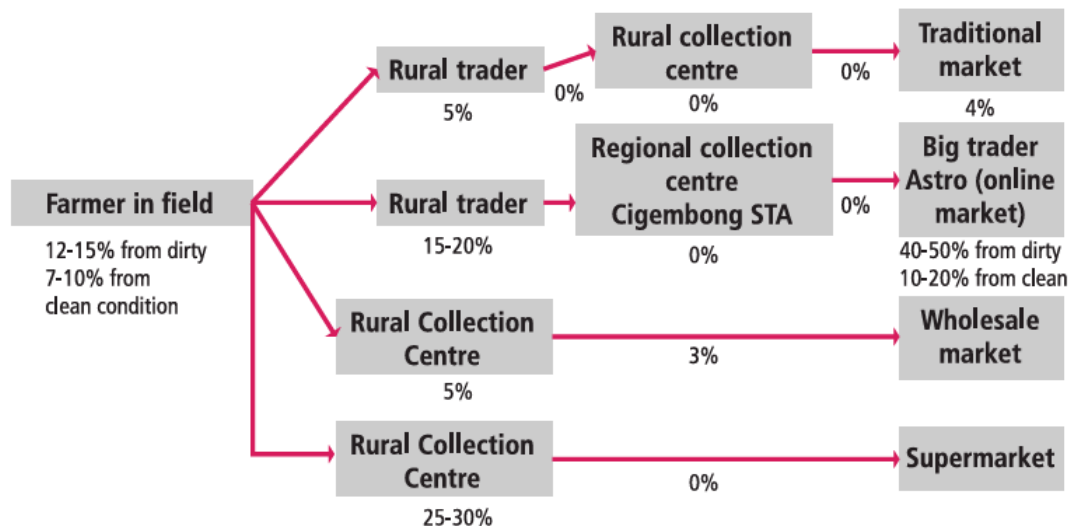 Rural trader
5%
0%
Rural collection
centre
0%
0%
Traditional
market
4%
Farmer in field
12-15% from dirty
7-10% from
clean condition
Rural trader
15-20%
Regional collection
centre
Cigembong STA
0%
0%
Big trader
Astro (online
market)
40-50% from dirty
10-20% from clean
Rural Collection
Centre
5%
3%
Wholesale
market
Rural Collection
Centre
25-30%
0%
Supermarket